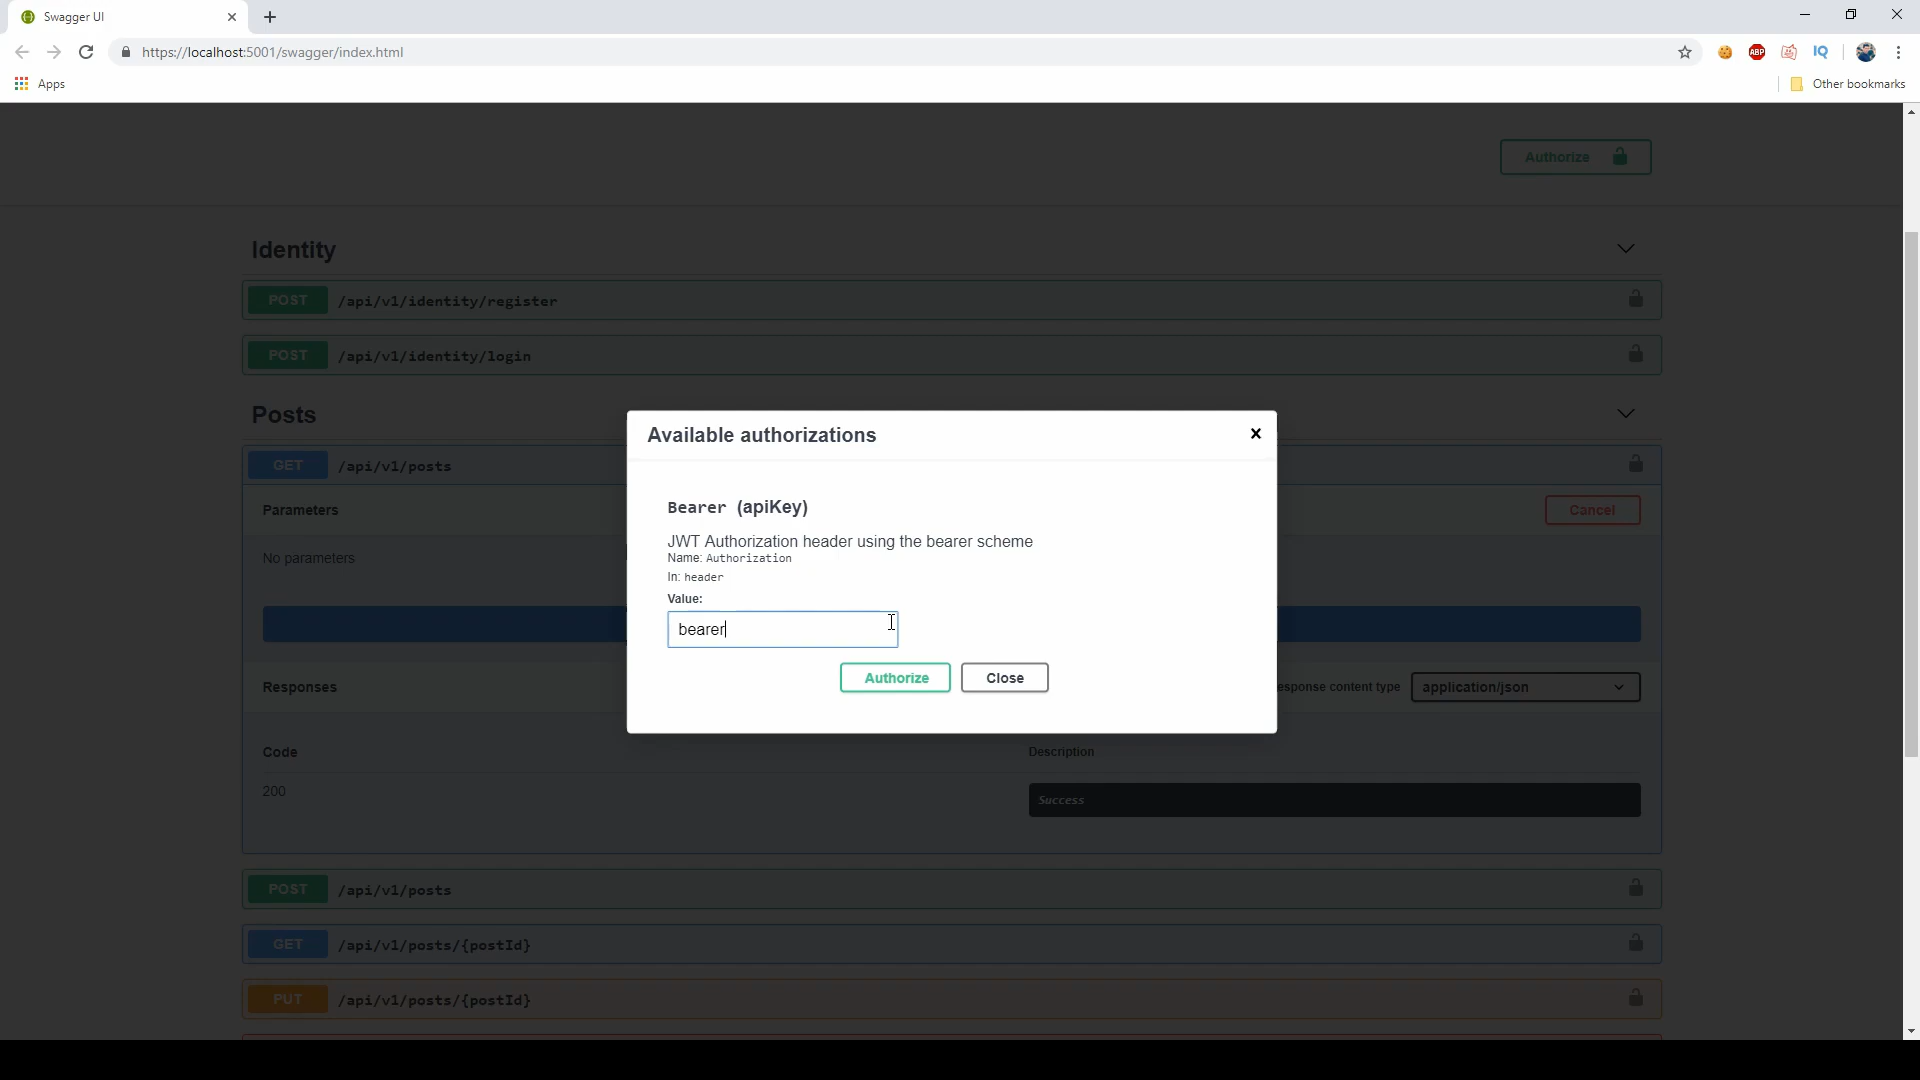 Swagger UI
https://localhost:5001/swagger/index.html
ABP
IQ
Apps
Other bookmarks
Authorize
Identity
POST /api/v1/identity/register
POST /api/v1/identity/login
Posts
GET /api/v1/posts
Parameters
Cancel
No parameters
Available authorizations
Bearer (apiKey)
JWT Authorization header using the bearer scheme
Name: Authorization
In: header
Value:
bearer
Authorize
Close
Responses
esponse content type
application/json
Code
Description
200
Success
POST /api/v1/posts
GET /api/v1/posts/{postId}
PUT /api/v1/posts/{postId}